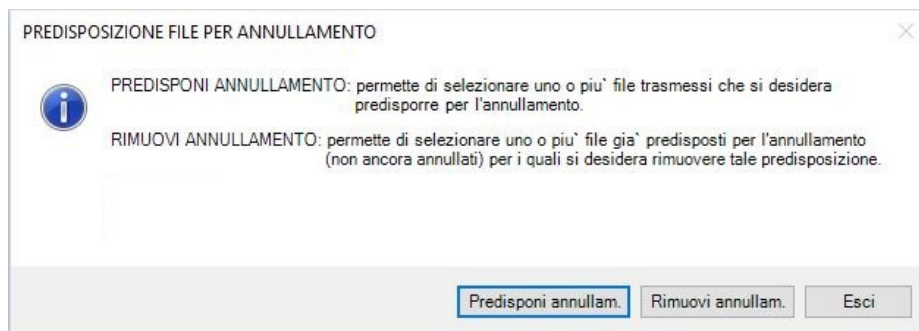 PREDISPOSIZIONE FILE PER ANNULLAMENTO
PREDISPONI ANNULLAMENTO: permette di selezionare uno o piu` file trasmessi che si desidera
predisporre per l'annullamento.
RIMUOVI ANNULLAMENTO: permette di selezionare uno o piu` file gia` predisposti per l'annullamento
(non ancora annullati) per i quali si desidera rimuovere tale predisposizione.
Predisponi annullam. Rimuovi annullam. Esci